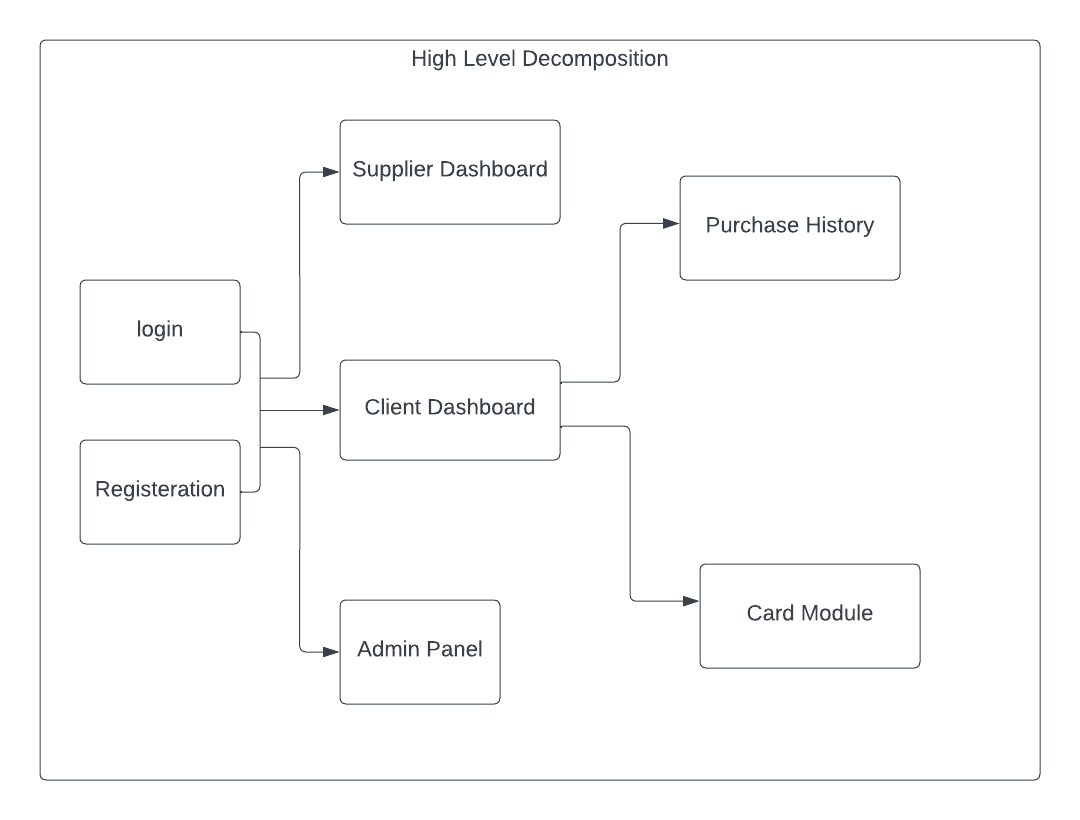 High Level Decomposition
Supplier Dashboard
Purchase History
login
Client Dashboard
Registeration
Card Module
Admin Panel